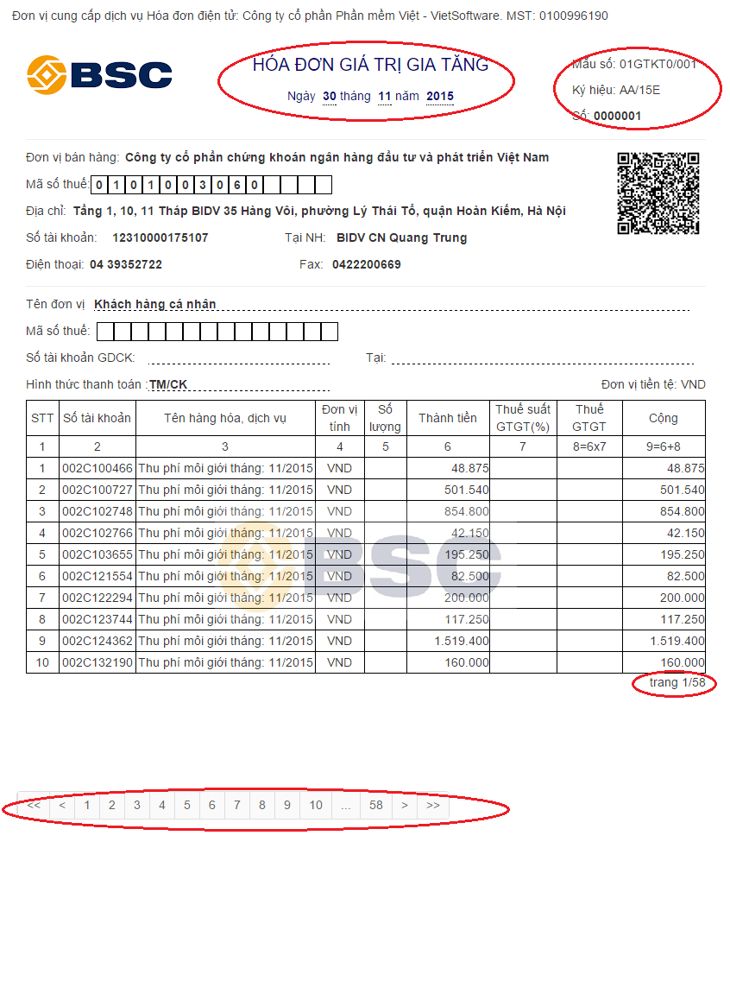 Đơn vị cung cấp dịch vụ Hóa đơn điện tử: Công ty cổ phần Phần mềm Việt - VietSoftware. MST: 0100996190
BSC
HÓA ĐƠN GIÁ TRỊ GIA TĂNG
Ngày 30 tháng 11 năm 2015
Mẫu số: 01GTKT0/001
Ký hiệu: AA/15E
Số: 0000001
Đơn vị bán hàng: Công ty cổ phần chứng khoán ngân hàng đầu tư và phát triển Việt Nam
Mã số thuế: 0 1 0 1 0 0 3 0 6 0
Địa chỉ: Tầng 1, 10, 11 Tháp BIDV 35 Hàng Vôi, phường Lý Thái Tổ, quận Hoàn Kiếm, Hà Nội
Số tài khoản: 12310000175107 Tại NH: BIDV CN Quang Trung
Điện thoại: 04 39352722 Fax: 0422200669
Tên đơn vị Khách hàng cá nhân
Mã số thuế:
Số tài khoản GDCK: Tại:
Hình thức thanh toán : TM/CK Đơn vị tiền tệ: VND
STT Số tài khoản Tên hàng hóa, dịch vụ Đơn vị tính Số lượng Thành tiền Thuế suất GTGT(%) Thuế GTGT Cộng
1 2 3 4 5 6 7 8=6x7 9=6+8
1 002C100466 Thu phí môi giới tháng: 11/2015 VND 48.875 48.875
2 002C100727 Thu phí môi giới tháng: 11/2015 VND 501.540 501.540
3 002C102748 Thu phí môi giới tháng: 11/2015 VND 854.800 854.800
4 002C102766 Thu phí môi giới tháng: 11/2015 VND 42.150 42.150
5 002C103655 Thu phí môi giới tháng: 11/2015 VND 195.250 195.250
6 002C121554 Thu phí môi giới tháng: 11/2015 VND 82.500 82.500
7 002C122294 Thu phí môi giới tháng: 11/2015 VND 200.000 200.000
8 002C123744 Thu phí môi giới tháng: 11/2015 VND 117.250 117.250
9 002C124362 Thu phí môi giới tháng: 11/2015 VND 1.519.400 1.519.400
10 002C132190 Thu phí môi giới tháng: 11/2015 VND 160.000 160.000
BSC
trang 1/58
<< < 1 2 3 4 5 6 7 8 9 10 ... 58 > >>